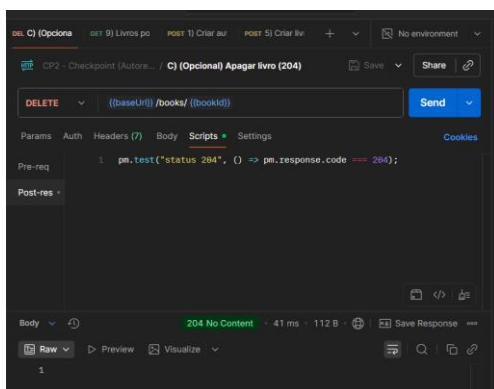 DEL C) (Opciona GET 9) Livros po POST 1) Criar au POST 5) Criar liv No environment
HTTP CP2 - Checkpoint (Autora... / C) (Opcional) Apagar livro (204) Save Share
DELETE {{baseUrl}} /books/ {{bookId}} Send
Params Auth Headers (7) Body Scripts Settings Cookies
Pre-req
1 pm.test("status 204", () => pm.response.code === 204);
Post-res
Body 204 No Content 41 ms 112 B Save Response
Raw Preview Visualize
1